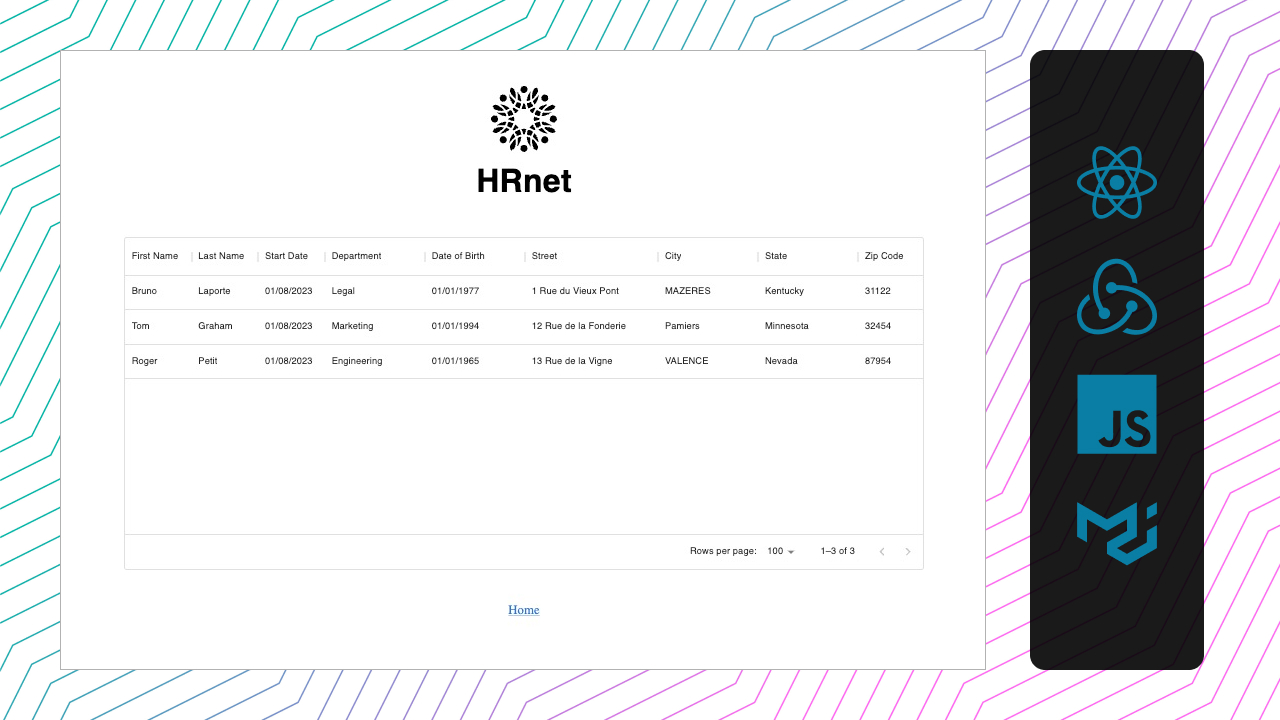 HRnet
First Name Last Name Start Date Department Date of Birth Street City State Zip Code
Bruno Laporte 01/08/2023 Legal 01/01/1977 1 Rue du Vieux Pont MAZERES Kentucky 31122
Tom Graham 01/08/2023 Marketing 01/01/1994 12 Rue de la Fonderie Pamiers Minnesota 32454
Roger Petit 01/08/2023 Engineering 01/01/1965 13 Rue de la Vigne VALENCE Nevada 87954
Rows per page: 100 1–3 of 3
Home
JS